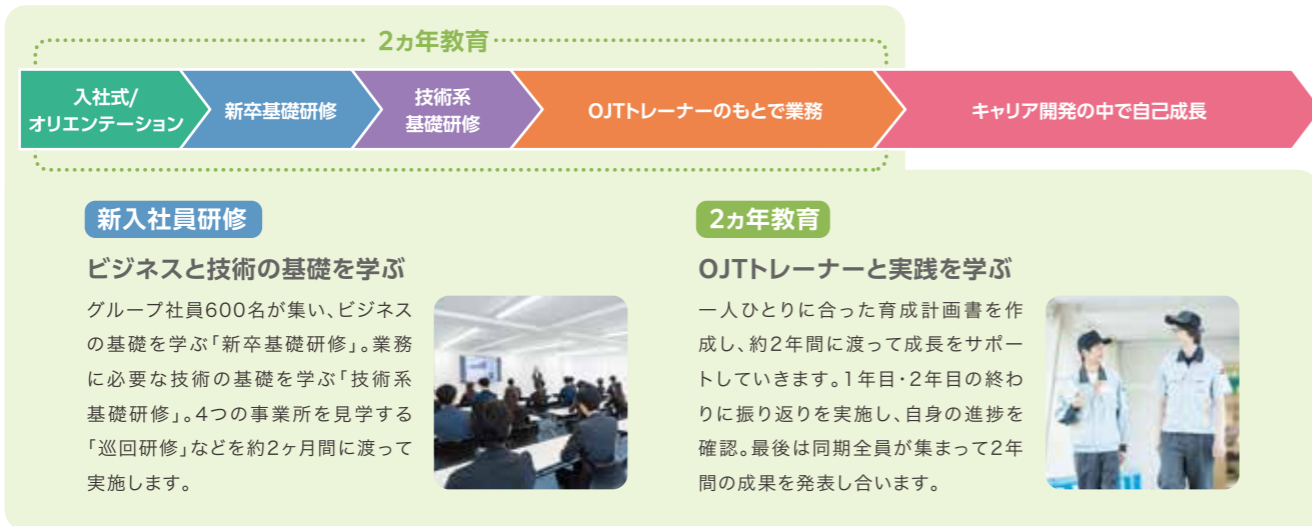 2ヵ年教育
入社式/
オリエンテーション
新卒基礎研修
技術系
基礎研修
OJTトレーナーのもとで業務
キャリア開発の中で自己成長
新入社員研修
ビジネスと技術の基礎を学ぶ
グループ社員600名が集い、ビジネス
の基礎を学ぶ「新卒基礎研修」。業務
に必要な技術の基礎を学ぶ「技術系
基礎研修」。4つの事業所を見学する
「巡回研修」などを約2ヶ月間に渡って
実施します。
2ヵ年教育
OJTトレーナーと実践を学ぶ
一人ひとりに合った育成計画書を作
成し、約2年間に渡って成長をサポー
トしていきます。1年目・2年目の終わ
りに振り返りを実施し、自身の進捗を
確認。最後は同期全員が集まって2年
間の成果を発表し合います。